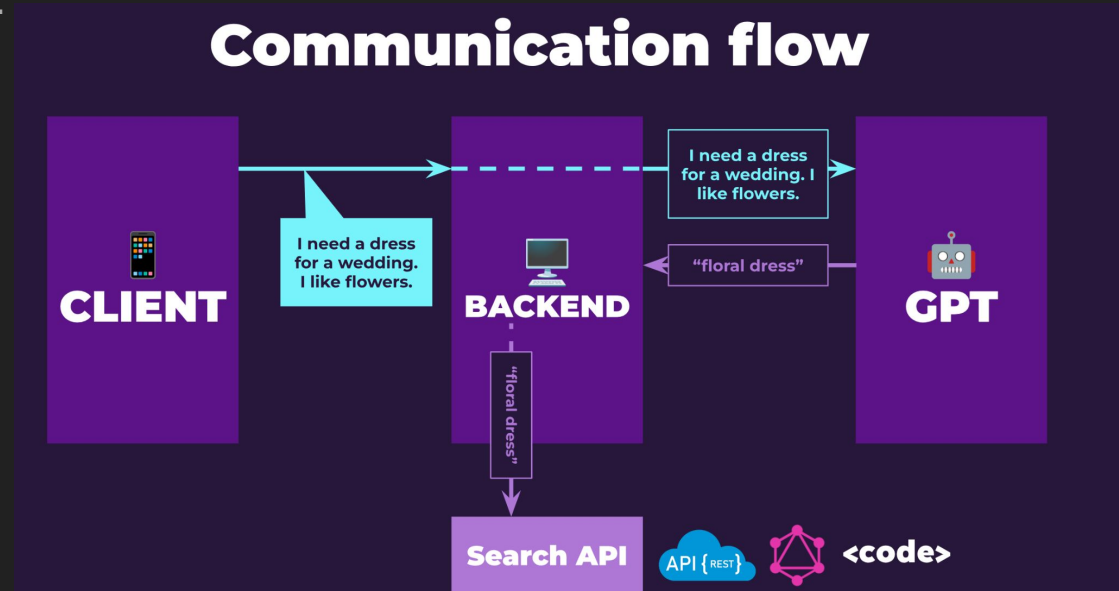 Communication flow
I need a dress
for a wedding. I
like flowers.
I need a dress
for a wedding.
I like flowers.
“floral dress”
CLIENT
BACKEND
GPT
“floral dress”
Search API
API {REST}
<code>